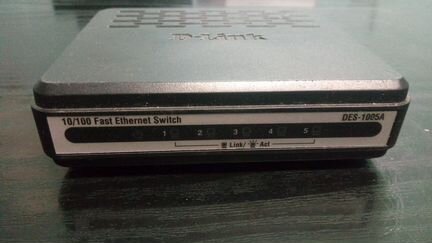 D-Link
10/100 Fast Ethernet Switch DES-1005A
1 2 3 4 5
Link/ Act